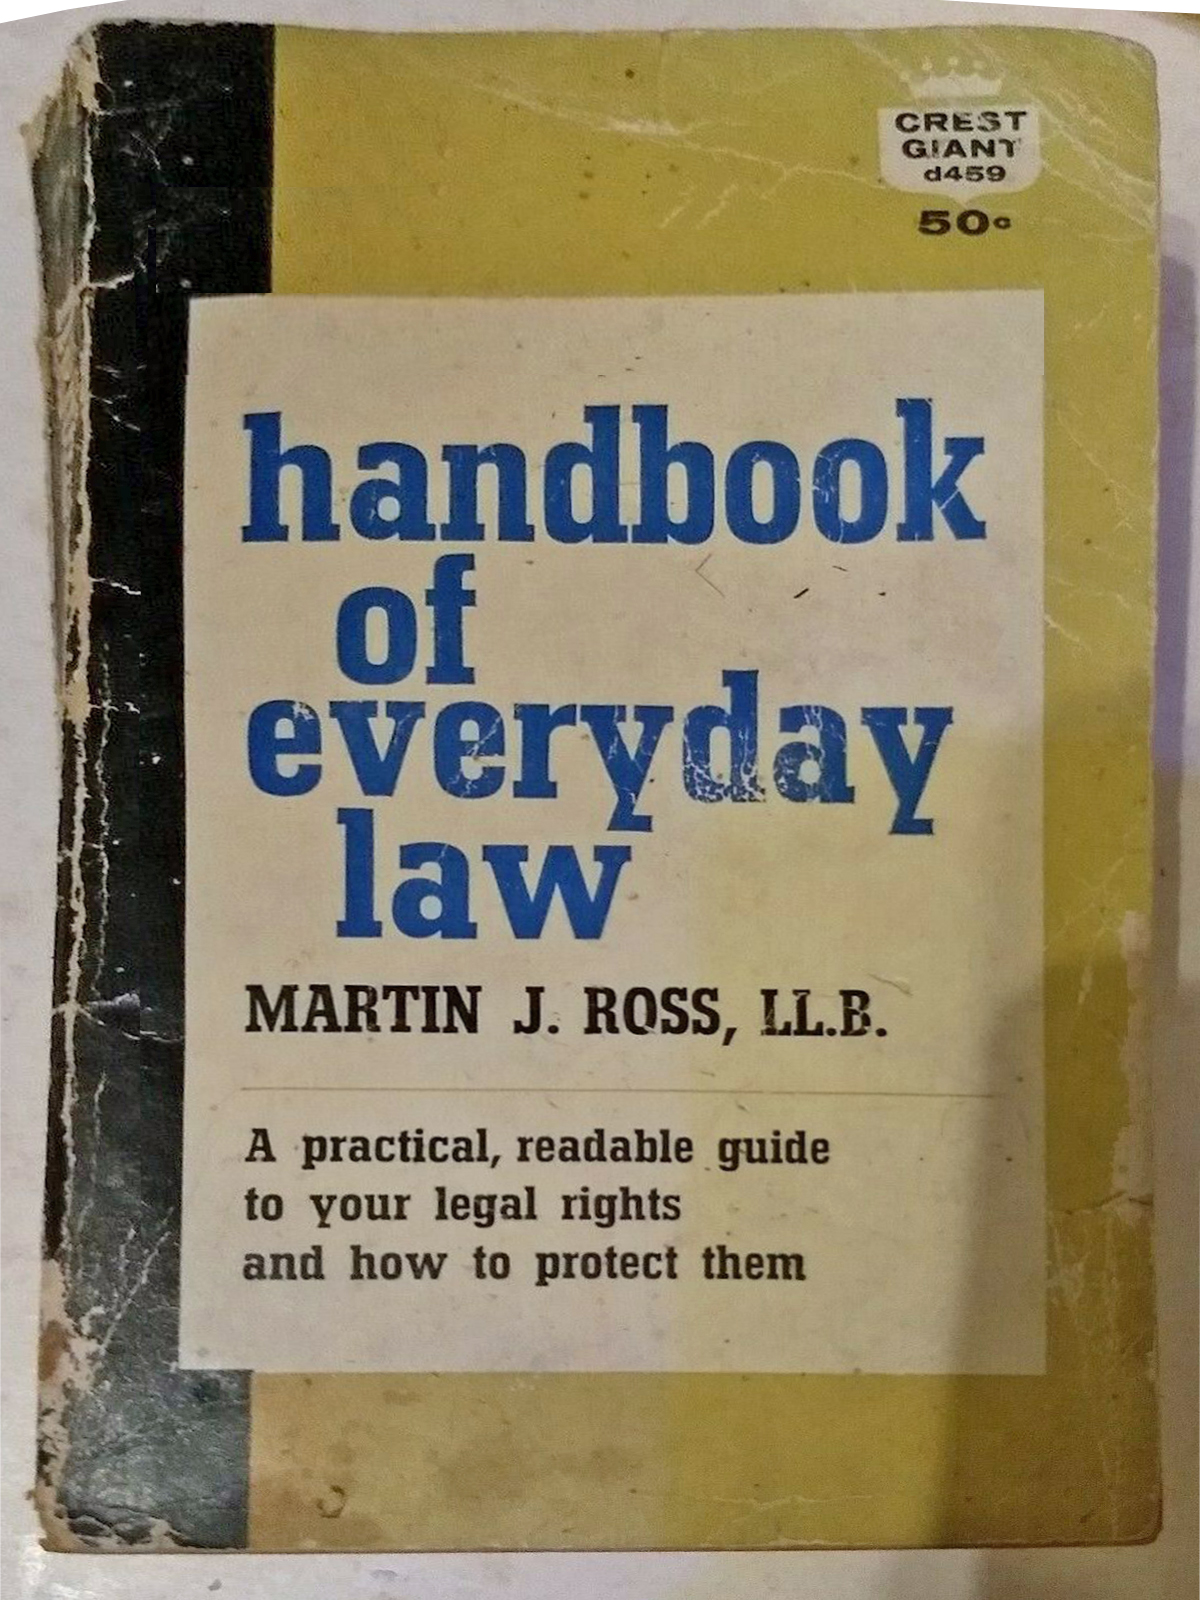 CREST
GIANT
d459
50c
handbook
of
everyday
law
MARTIN J. ROSS, LL.B.
A practical, readable guide
to your legal rights
and how to protect them